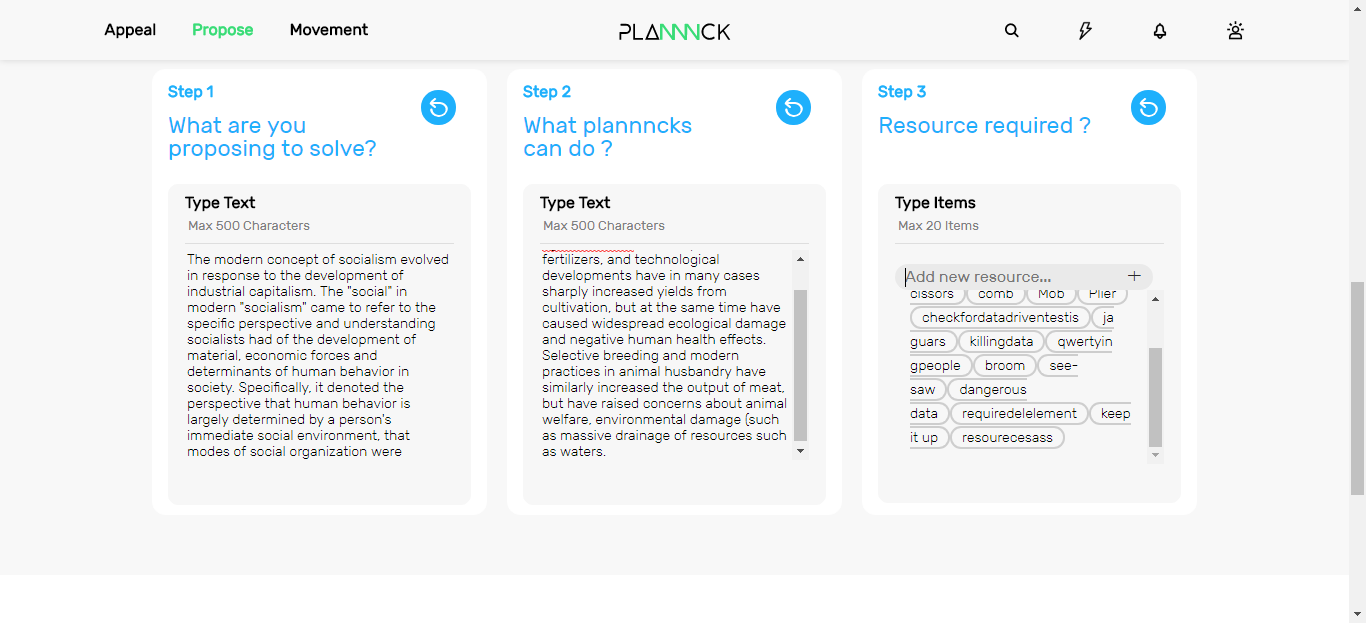 Appeal Propose Movement PLANNNCK
Step 1
What are you
proposing to solve?
Type Text
Max 500 Characters
The modern concept of socialism evolved
in response to the development of
industrial capitalism. The "social" in
modern "socialism" came to refer to the
specific perspective and understanding
socialists had of the development of
material, economic forces and
determinants of human behavior in
society. Specifically, it denoted the
perspective that human behavior is
largely determined by a person's
immediate social environment, that
modes of social organization were
Step 2
What plannncks
can do ?
Type Text
Max 500 Characters
fertilizers, and technological
developments have in many cases
sharply increased yields from
cultivation, but at the same time have
caused widespread ecological damage
and negative human health effects.
Selective breeding and modern
practices in animal husbandry have
similarly increased the output of meat,
but have raised concerns about animal
welfare, environmental damage (such
as massive drainage of resources such
as waters.
Step 3
Resource required ?
Type Items
Max 20 Items
Add new resource... +
cissors comb Mob Plier
checkfordatadriventestis ja
guars killingdata qwertyin
gpeople broom see-
saw dangerous
data requiredelelement keep
it up resourecesass